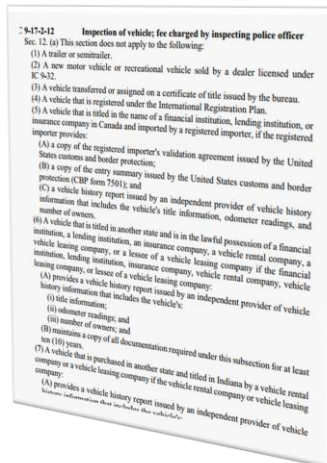 9-17-2-12 Inspection of vehicle; fee charged by inspecting police officer
Sec. 12. (a) This section does not apply to the following:
(1) A trailer or semitrailer.
(2) A new motor vehicle or recreational vehicle sold by a dealer licensed under
IC 9-32.
(3) A vehicle transferred or assigned on a certificate of title issued by the bureau.
(4) A vehicle that is registered under the International Registration Plan.
(5) A vehicle that is titled in the name of a financial institution, lending institution, or
insurance company in Canada and imported by a registered importer, if the registered
importer provides:
(A) a copy of the registered importer's validation agreement issued by the United
States customs and border protection;
(B) a copy of the entry summary issued by the United States customs and border
protection (CBP form 7501); and
(C) a vehicle history report issued by an independent provider of vehicle history
information that includes the vehicle's title information, odometer readings, and
number of owners.
(6) A vehicle that is titled in another state and is in the lawful possession of a financial
institution, a lending institution, an insurance company, a vehicle rental company, a
vehicle leasing company, or a lessee of a vehicle leasing company if the financial
institution, lending institution, insurance company, vehicle rental company, vehicle
leasing company, or lessee of a vehicle leasing company:
(A) provides a vehicle history report issued by an independent provider of vehicle
history information that includes the vehicle's:
(i) title information;
(ii) odometer readings; and
(iii) number of owners; and
(B) maintains a copy of all documentation required under this subsection for at least
ten (10) years.
(7) A vehicle that is purchased in another state and titled in Indiana by a vehicle rental
company or a vehicle leasing company if the vehicle rental company or vehicle leasing
company:
(A) provides a vehicle history report issued by an independent provider of vehicle
history information that includes the vehicle's: